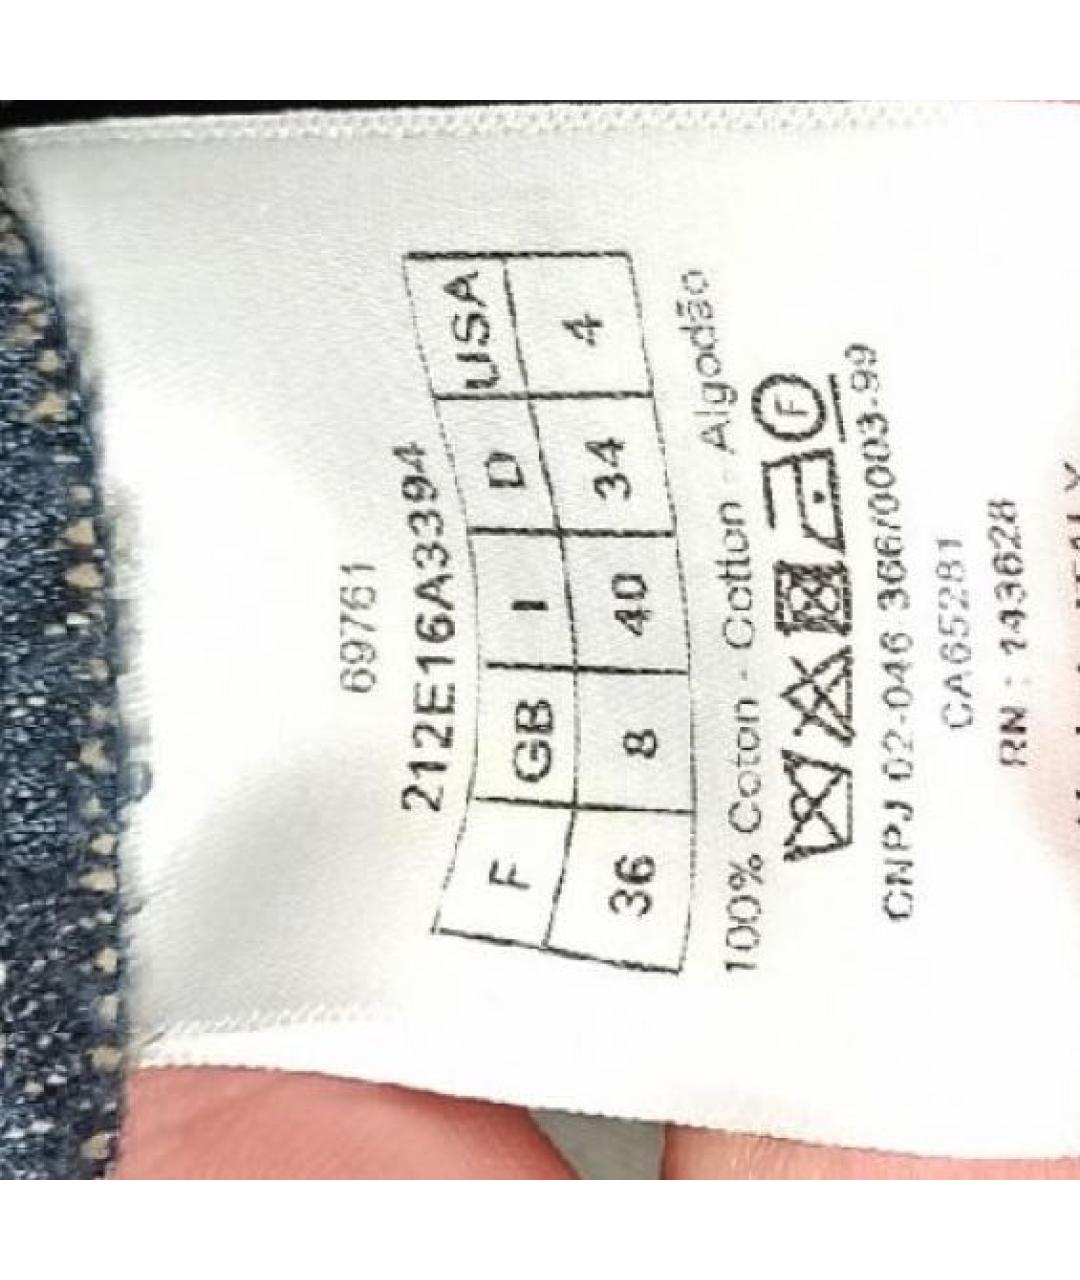 69761
212E16A3394
F GB I D USA
36 8 40 34 4
100% Coton - Cotton - Algodão
F
CNPJ 02-046 366/0003-99
CA65281
RN : 143628